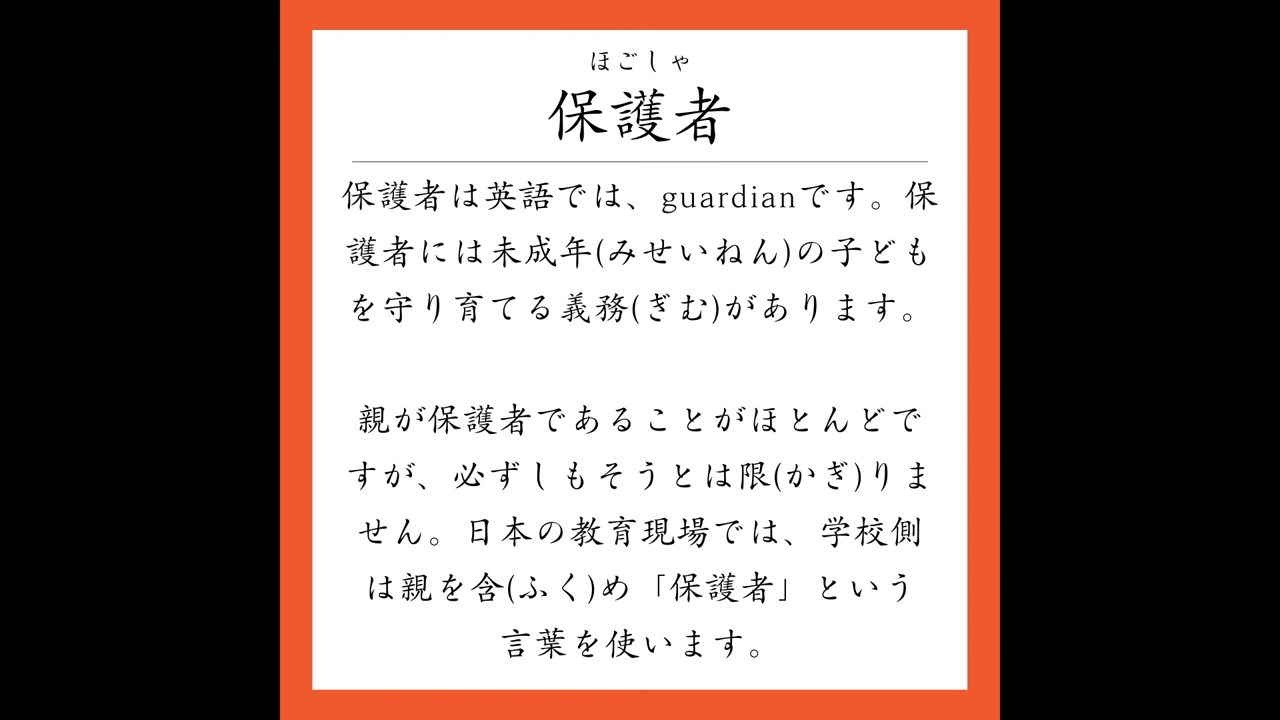 ほごしゃ
保護者
保護者は英語では、guardianです。保
護者には未成年(みせいねん)の子ども
を守り育てる義務(ぎむ)があります。
親が保護者であることがほとんどで
すが、必ずしもそうとは限(かぎ)りま
せん。日本の教育現場では、学校側
は親を含(ふく)め「保護者」という
言葉を使います。